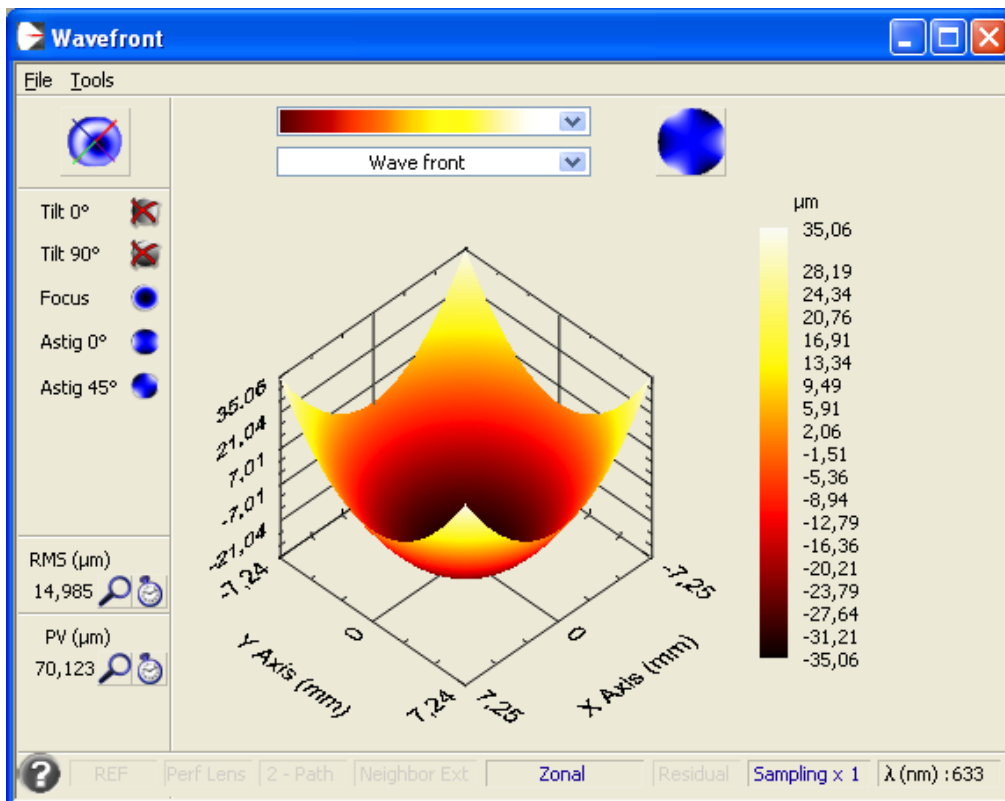 Wavefront
File Tools
Wave front
Tilt 0°
Tilt 90°
Focus
Astig 0°
Astig 45°
RMS (µm)
14,985
PV (µm)
70,123
35.06
21,04
7,01
-7,01
-21,04
-7,24
0
7,24
Y Axis (mm)
7,25
0
-7,25
X Axis (mm)
µm
35,06
28,19
24,34
20,76
16,91
13,34
9,49
5,91
2,06
-1,51
-5,36
-8,94
-12,79
-16,36
-20,21
-23,79
-27,64
-31,21
-35,06
? REF Perf Lens 2 - Path Neighbor Ext Zonal Residual Sampling x 1 λ (nm) :633